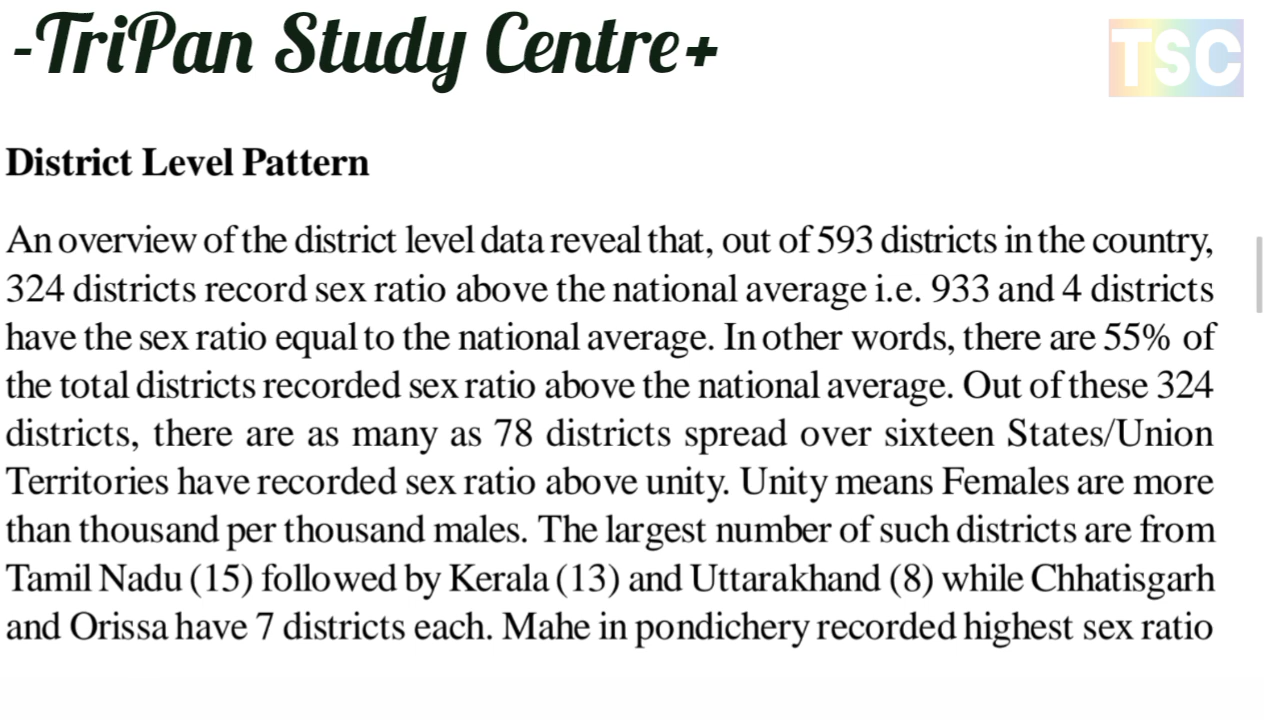 -TriPan Study Centre+
TSC
District Level Pattern
An overview of the district level data reveal that, out of 593 districts in the country,
324 districts record sex ratio above the national average i.e. 933 and 4 districts
have the sex ratio equal to the national average. In other words, there are 55% of
the total districts recorded sex ratio above the national average. Out of these 324
districts, there are as many as 78 districts spread over sixteen States/Union
Territories have recorded sex ratio above unity. Unity means Females are more
than thousand per thousand males. The largest number of such districts are from
Tamil Nadu (15) followed by Kerala (13) and Uttarakhand (8) while Chhatisgarh
and Orissa have 7 districts each. Mahe in pondichery recorded highest sex ratio